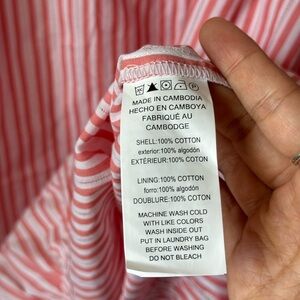 MADE IN CAMBODIA
HECHO EN CAMBOYA
FABRIQUÉ AU
CAMBODGE
SHELL:100% COTTON
exterior:100% algodón
EXTÉRIEUR:100% COTON
LINING:100% COTTON
forro:100% algodón
DOUBLURE:100% COTON
MACHINE WASH COLD
WITH LIKE COLORS
WASH INSIDE OUT
PUT IN LAUNDRY BAG
BEFORE WASHING
DO NOT BLEACH